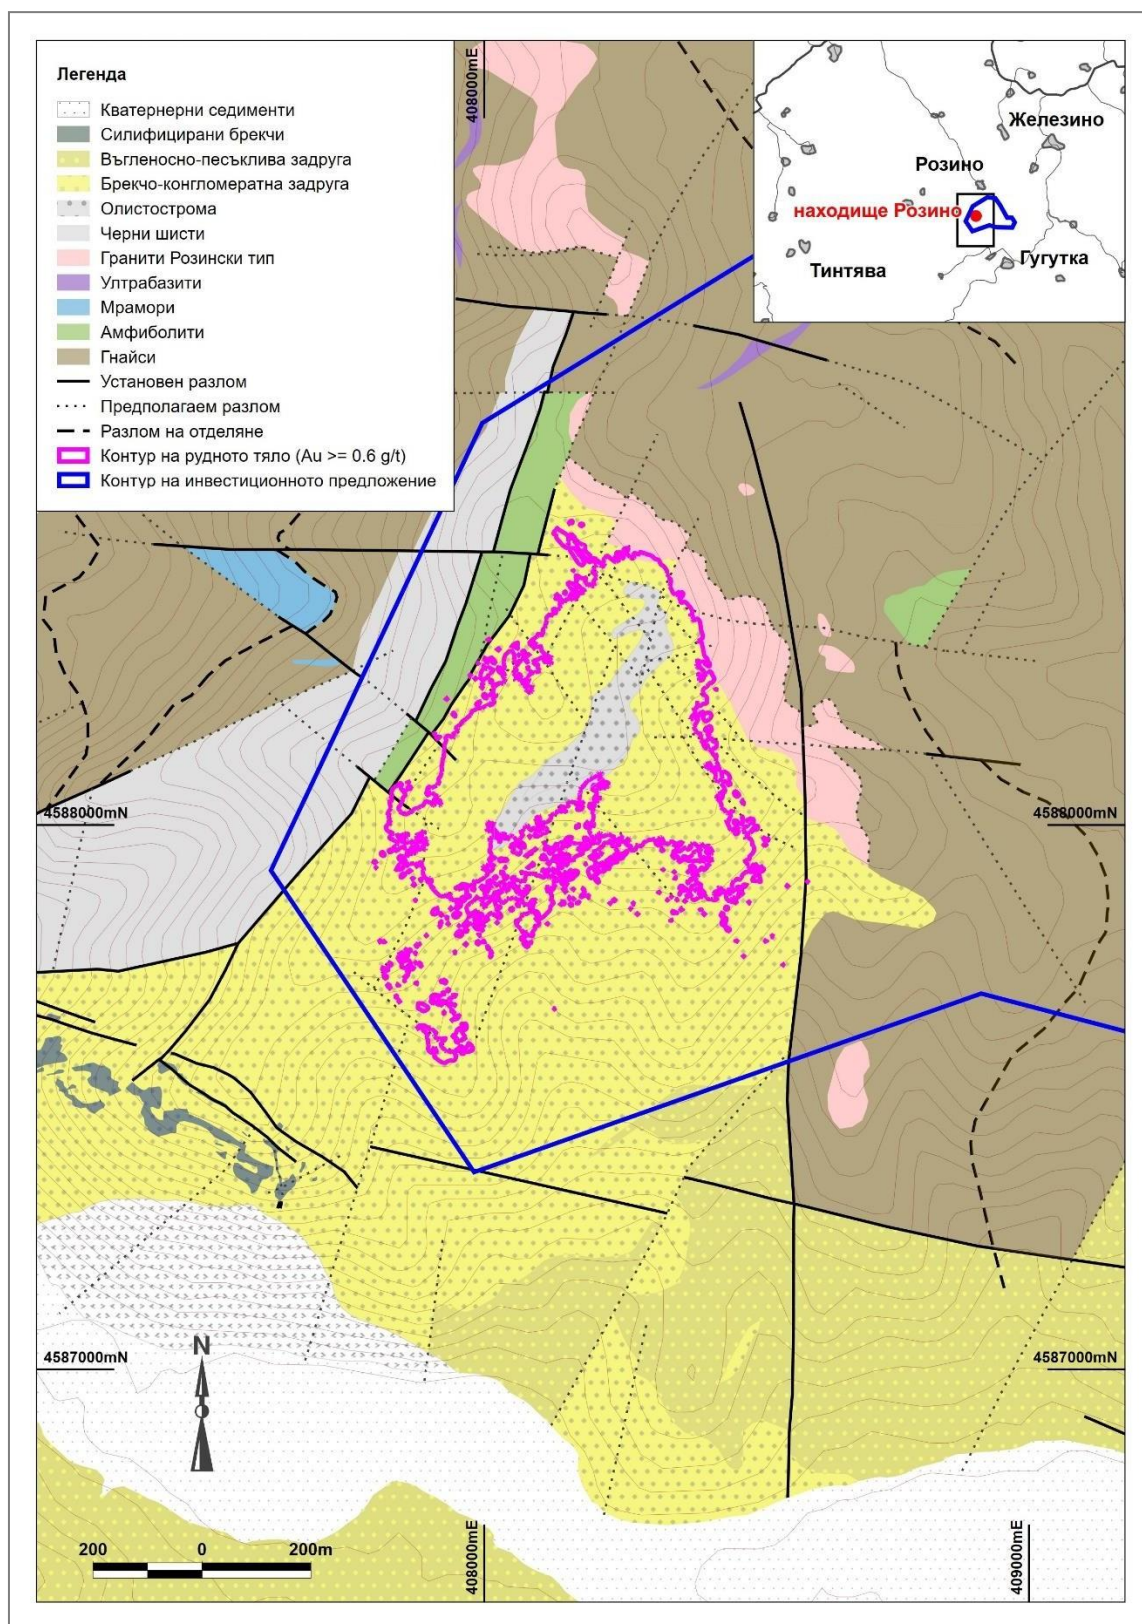 Легенда
Кватернерни седименти
Силифицирани брекчи
Въгленосно-песъклива задруга
Брекчо-конгломератна задруга
Олистострома
Черни шисти
Гранити Розински тип
Ултрабазити
Мрамори
Амфиболити
Гнайси
Установен разлом
Предполагаем разлом
Разлом на отделяне
Контур на рудното тяло (Au >= 0.6 g/t)
Контур на инвестиционното предложение
408000mE
Железино
Розино
находище Розино
Гугутка
Тинтява
4588000mN
4588000mN
4587000mN
4587000mN
N
200
0
200m
408000mE
409000mE